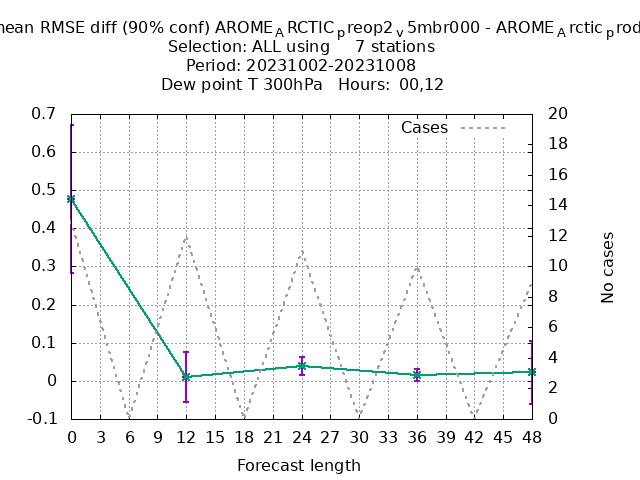 mean RMSE diff (90% conf) AROME_ARCTIC_preop2_v5mbr000 - AROME_Arctic_prod
Selection: ALL using 7 stations
Period: 20231002-20231008
Dew point T 300hPa Hours: 00,12
Cases
0.7
0.6
0.5
0.4
0.3
0.2
0.1
0
-0.1
20
18
16
14
12
10
8
6
4
2
0
No cases
0 3 6 9 12 15 18 21 24 27 30 33 36 39 42 45 48
Forecast length